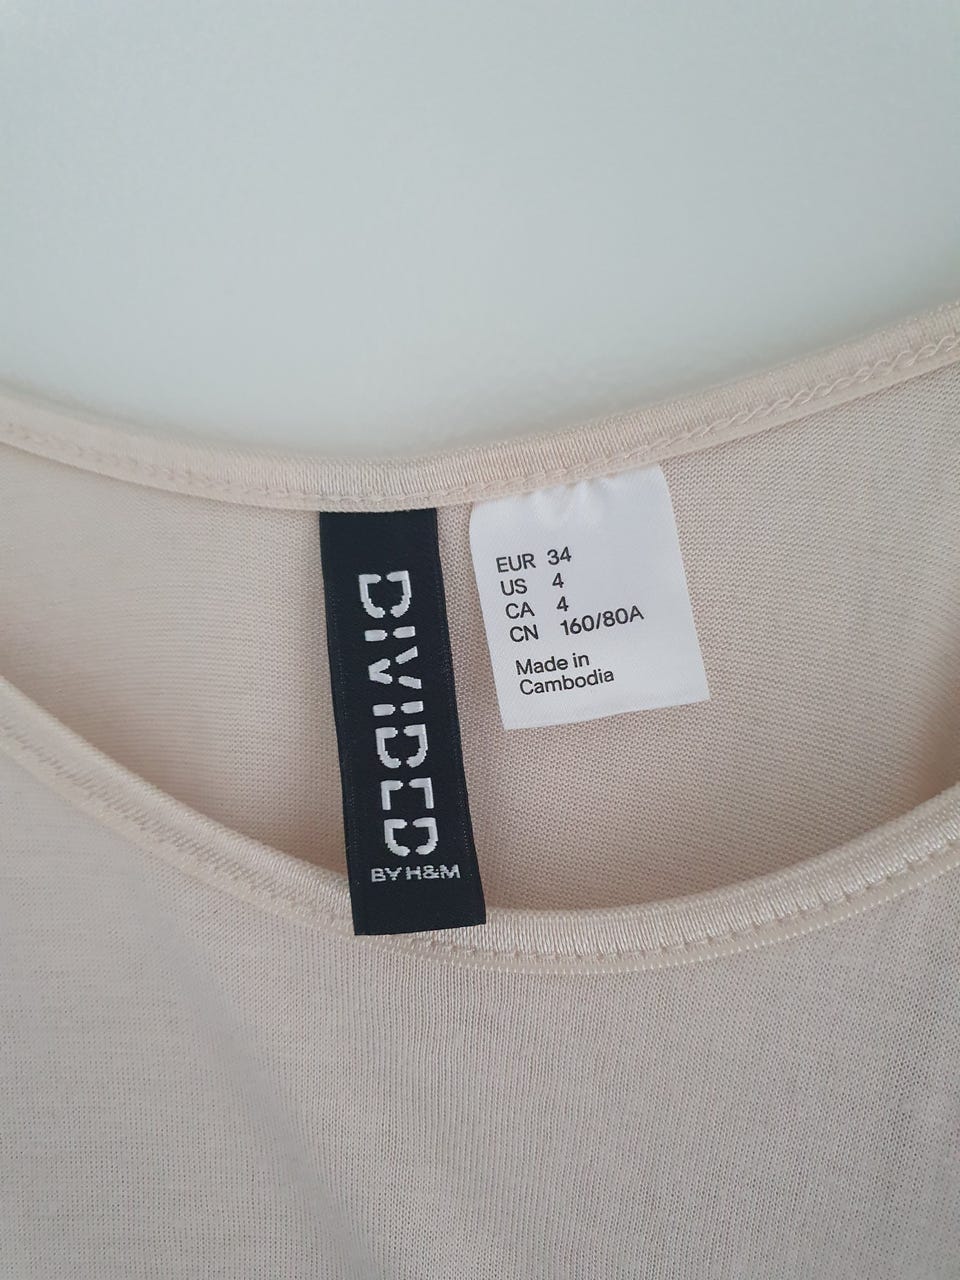 DIVIDED
BY H&M
EUR 34
US 4
CA 4
CN 160/80A
Made in
Cambodia